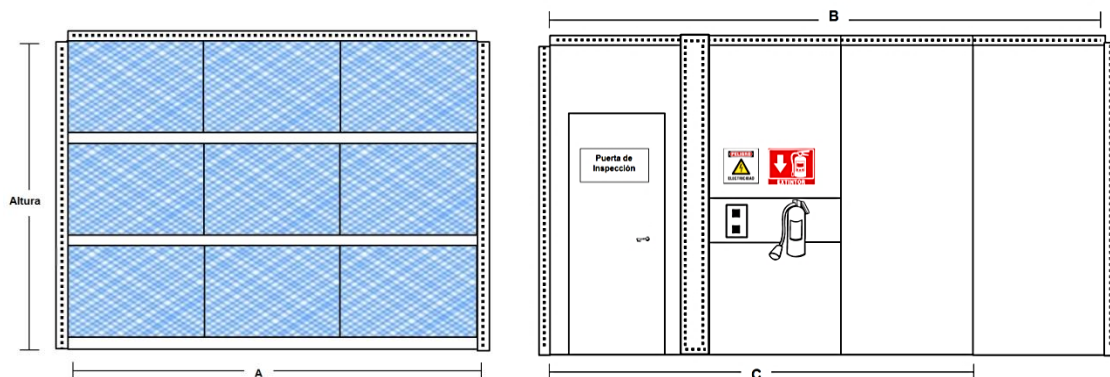 B
Altura
Puerta de
Inspección
PELIGRO
ELECTRICIDAD
EXTINTOR
A
C